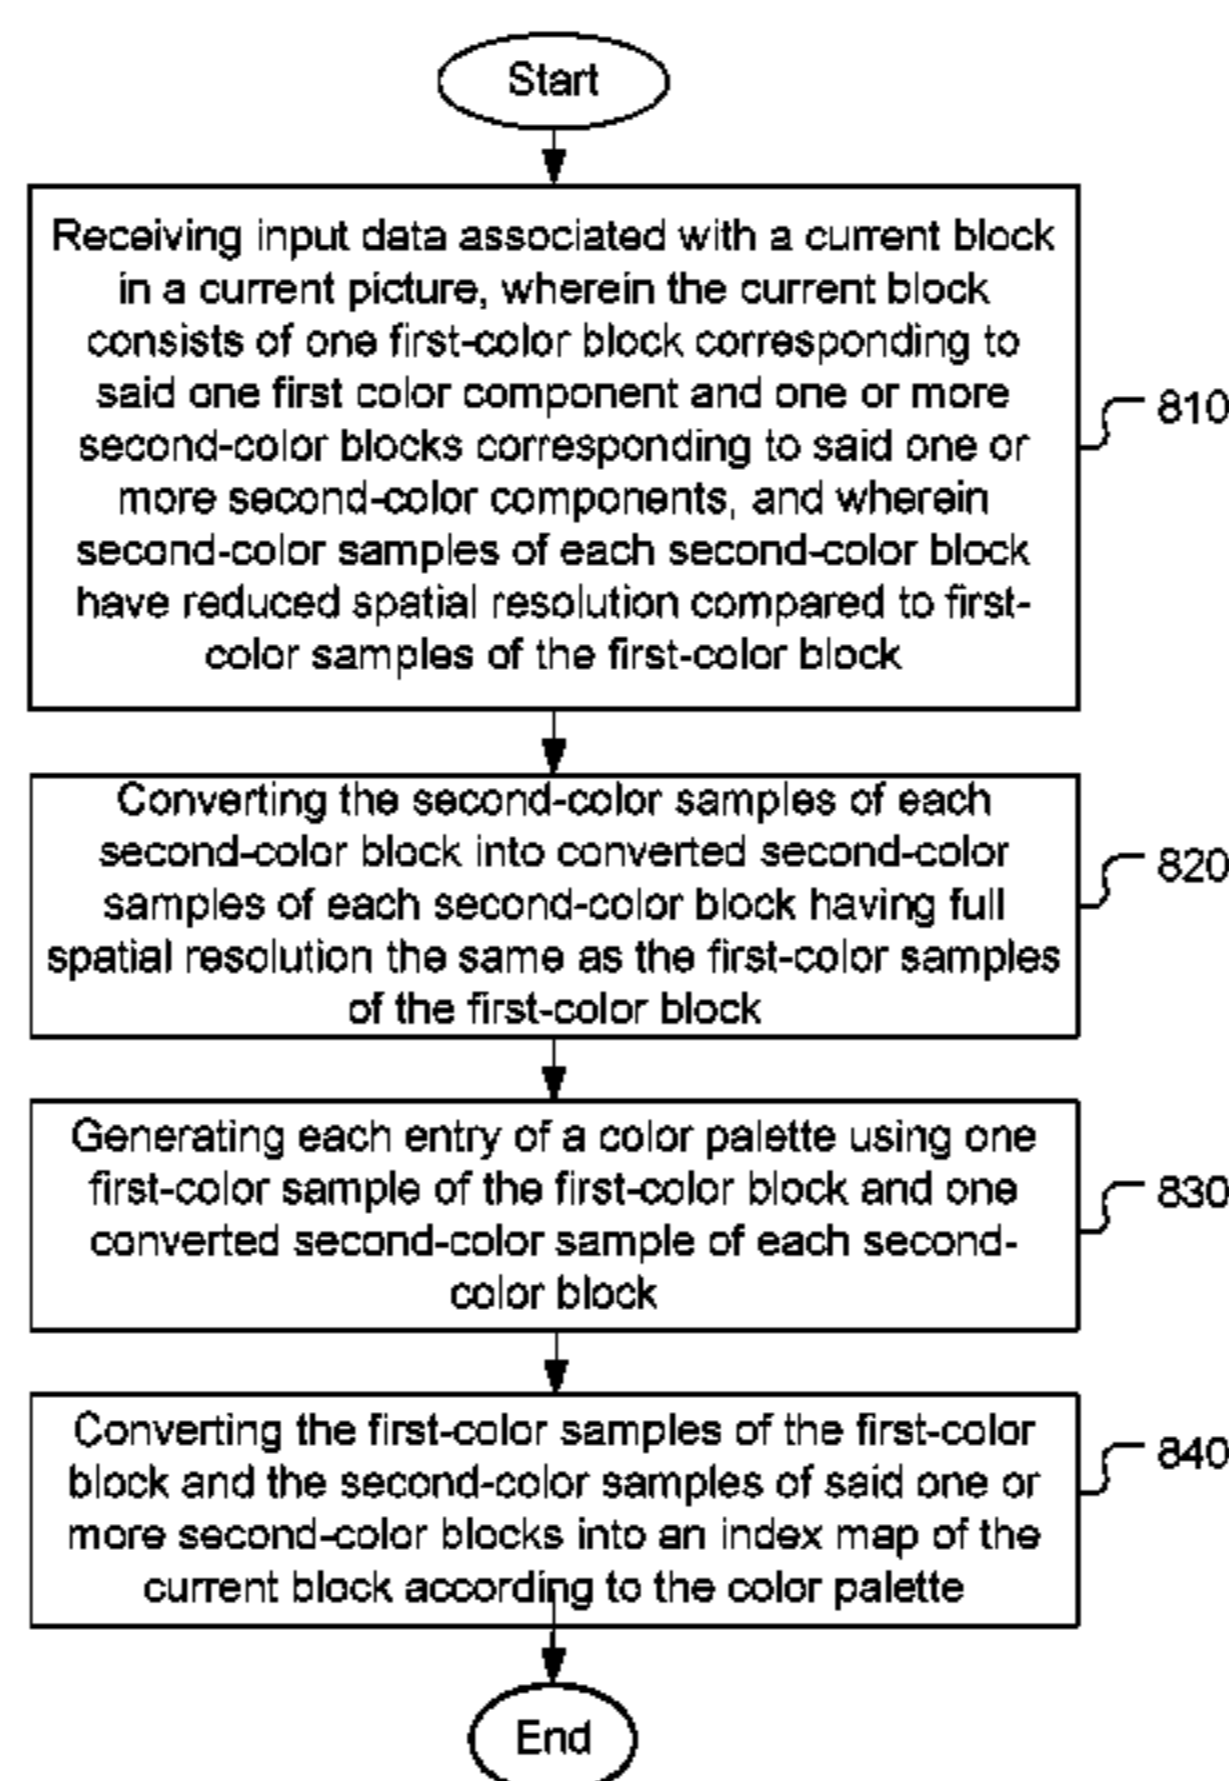 Start
Receiving input data associated with a current block
in a current picture, wherein the current block
consists of one first-color block corresponding to
said one first color component and one or more
second-color blocks corresponding to said one or
more second-color components, and wherein
second-color samples of each second-color block
have reduced spatial resolution compared to first-
color samples of the first-color block
810
Converting the second-color samples of each
second-color block into converted second-color
samples of each second-color block having full
spatial resolution the same as the first-color samples
of the first-color block
820
Generating each entry of a color palette using one
first-color sample of the first-color block and one
converted second-color sample of each second-
color block
830
Converting the first-color samples of the first-color
block and the second-color samples of said one or
more second-color blocks into an index map of the
current block according to the color palette
840
End